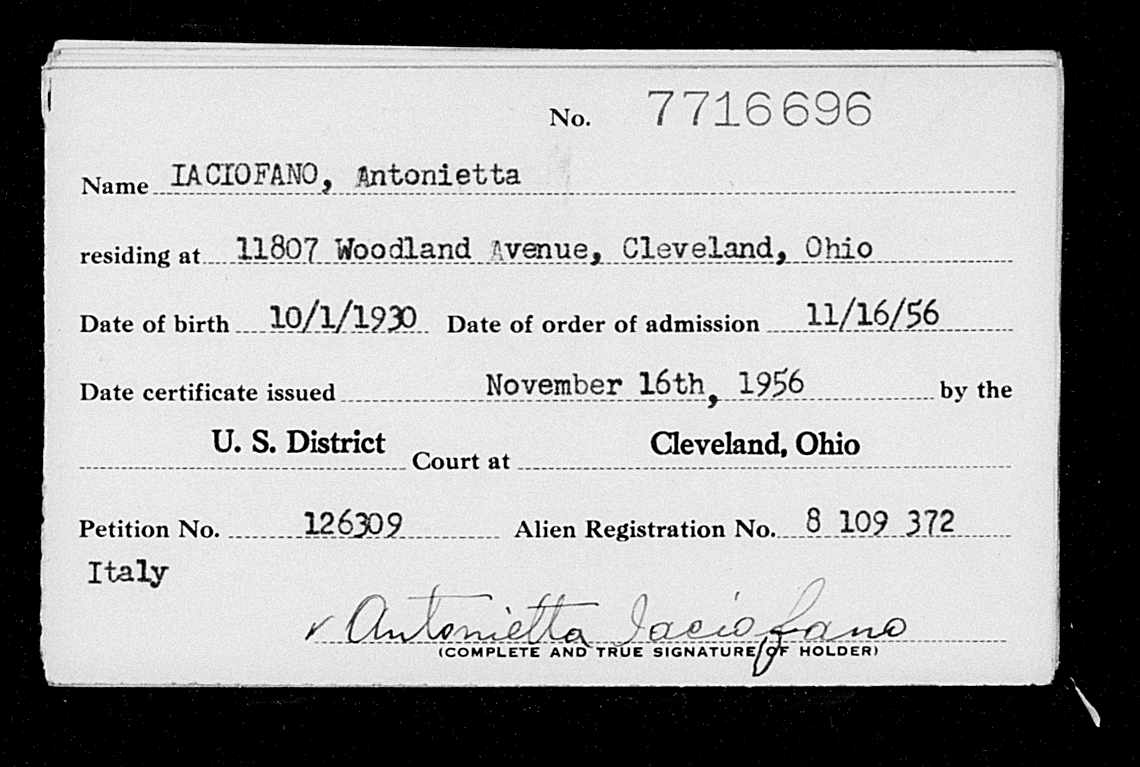 No. 7716696
Name IACIOFANO, Antonietta
residing at 11807 Woodland Avenue, Cleveland, Ohio
Date of birth 10/1/1930 Date of order of admission 11/16/56
Date certificate issued November 16th, 1956 by the
U. S. District Court at Cleveland, Ohio
Petition No. 126309 Alien Registration No. 8 109 372
Italy
v Antonietta Iaciofano
(COMPLETE AND TRUE SIGNATURE OF HOLDER)